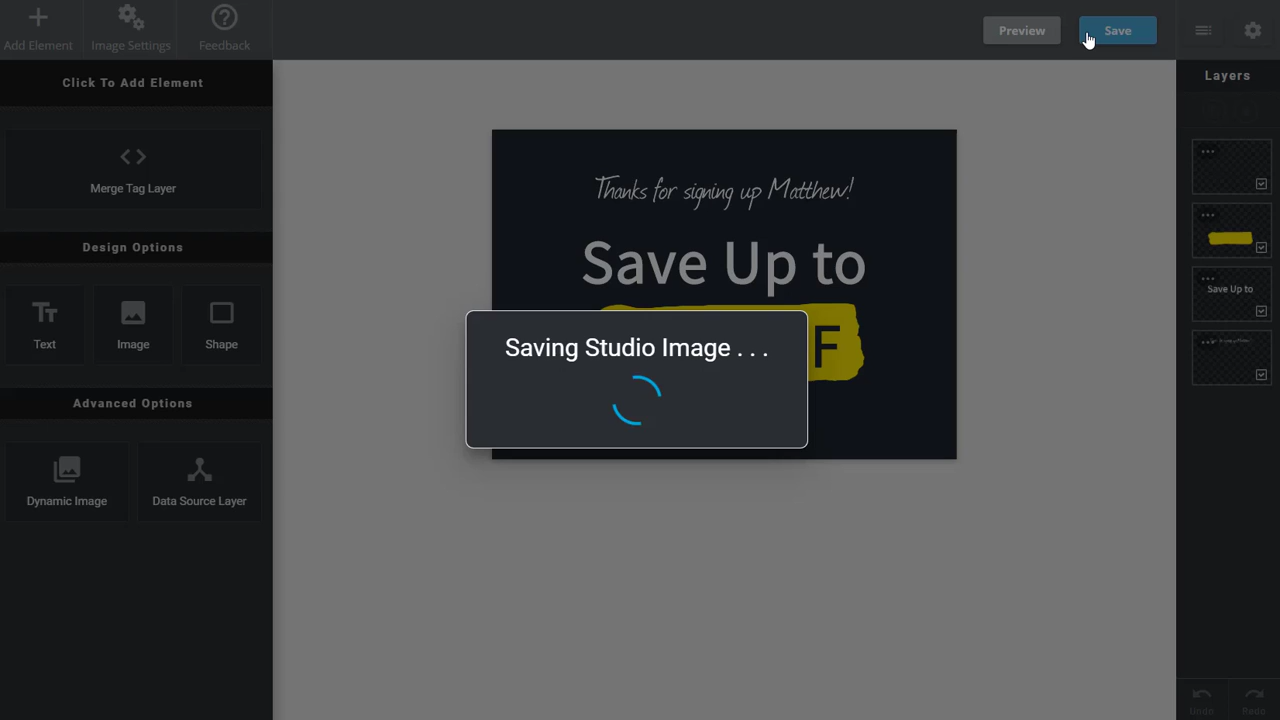 Add Element
Image Settings
Feedback
Preview
Save
Click To Add Element
Merge Tag Layer
Design Options
Text
Image
Shape
Advanced Options
Dynamic Image
Data Source Layer
Thanks for signing up Matthew!
Save Up to
F
Saving Studio Image . . .
Layers
Save Up to
Undo
Redo